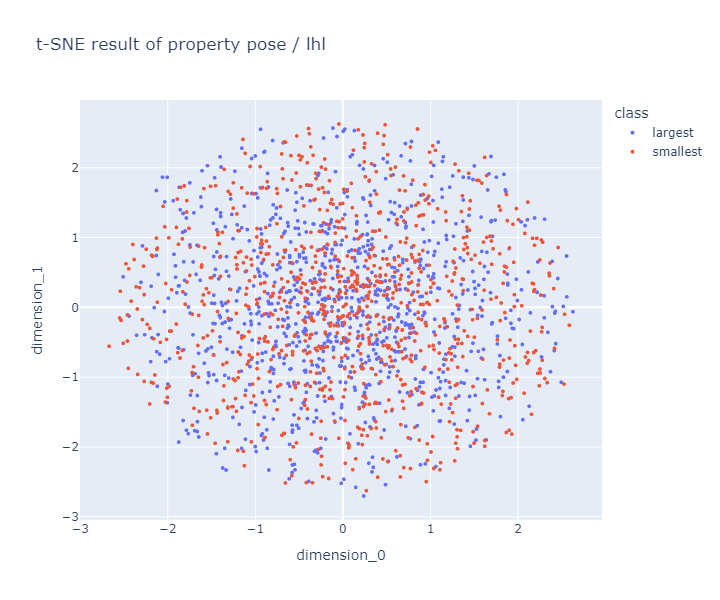 t-SNE result of property pose / lhl
class
largest
smallest
dimension_1
2
1
0
−1
−2
−3
−3
−2
−1
0
1
2
dimension_0